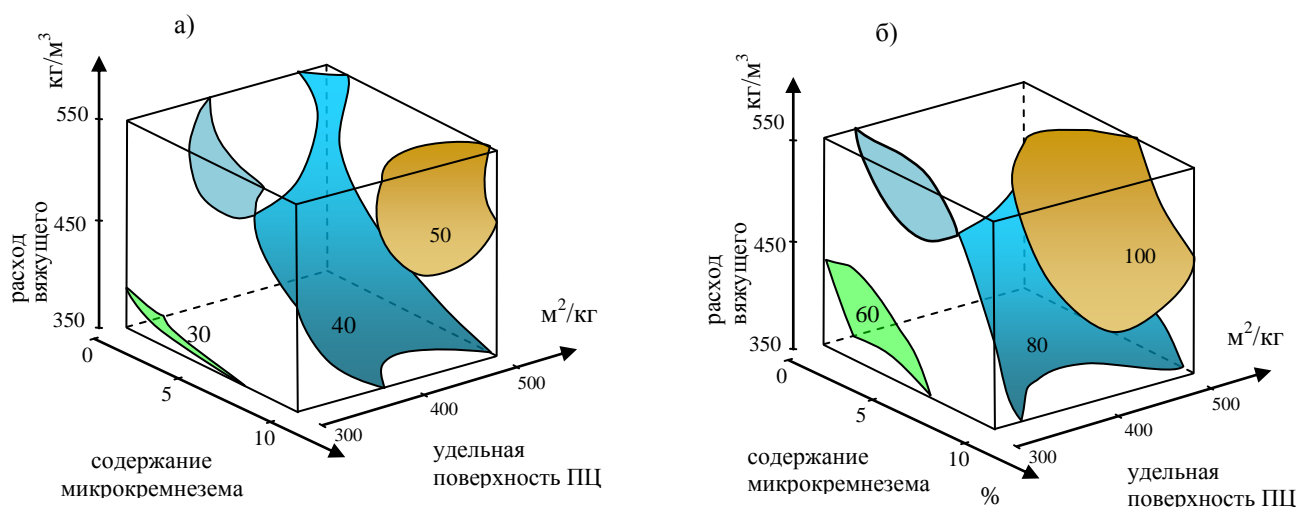 а)
кг/м³
550
450
350
расход
вяжущего
0
5
10
содержание
микрокремнезема
300
400
500
м²/кг
удельная
поверхность ПЦ
30
40
50
б)
кг/м³
550
450
350
расход
вяжущего
0
5
10
содержание
микрокремнезема
%
300
400
500
м²/кг
удельная
поверхность ПЦ
60
80
100